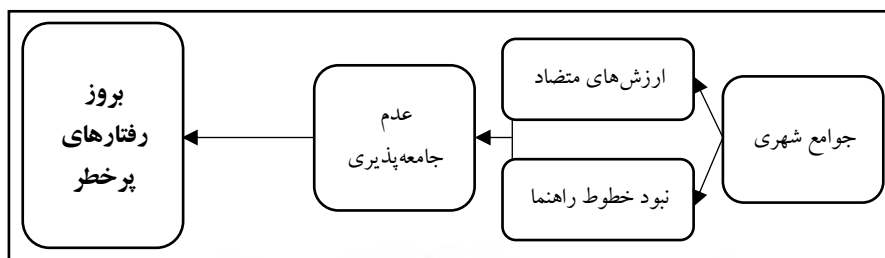 جوامع شهری
ارزش‌های متضاد
نبود خطوط راهنما
عدم
جامعه‌پذیری
بروز
رفتارهای
پرخطر